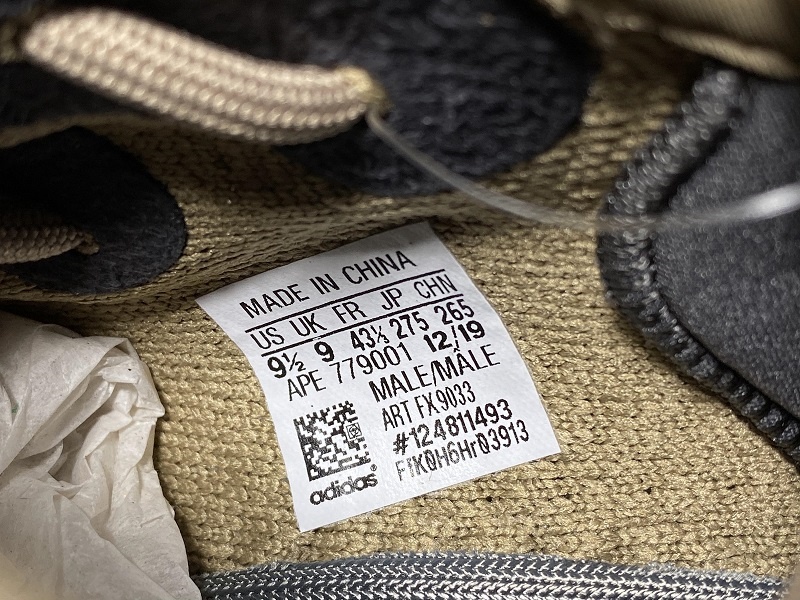 MADE IN CHINA
US UK FR JP CHN
9½ 9 43⅓ 275 265
APE 779001 12/19
MALE/MÂLE
ART FX9033
#124811493
F1K0H6Hr03913
adidas®